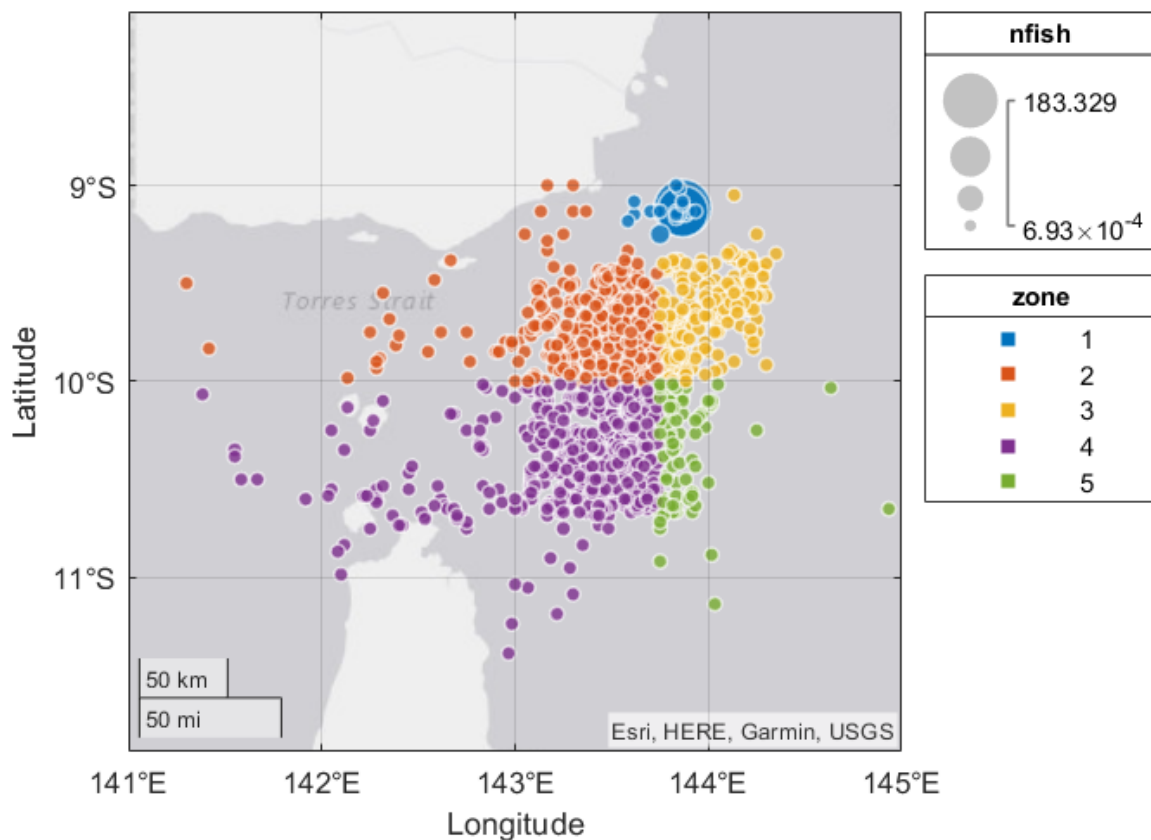 9°S
10°S
11°S
Latitude
Torres Strait
50 km
50 mi
Esri, HERE, Garmin, USGS
141°E
142°E
143°E
144°E
145°E
Longitude
nfish
183.329
6.93×10⁻⁴
zone
1
2
3
4
5